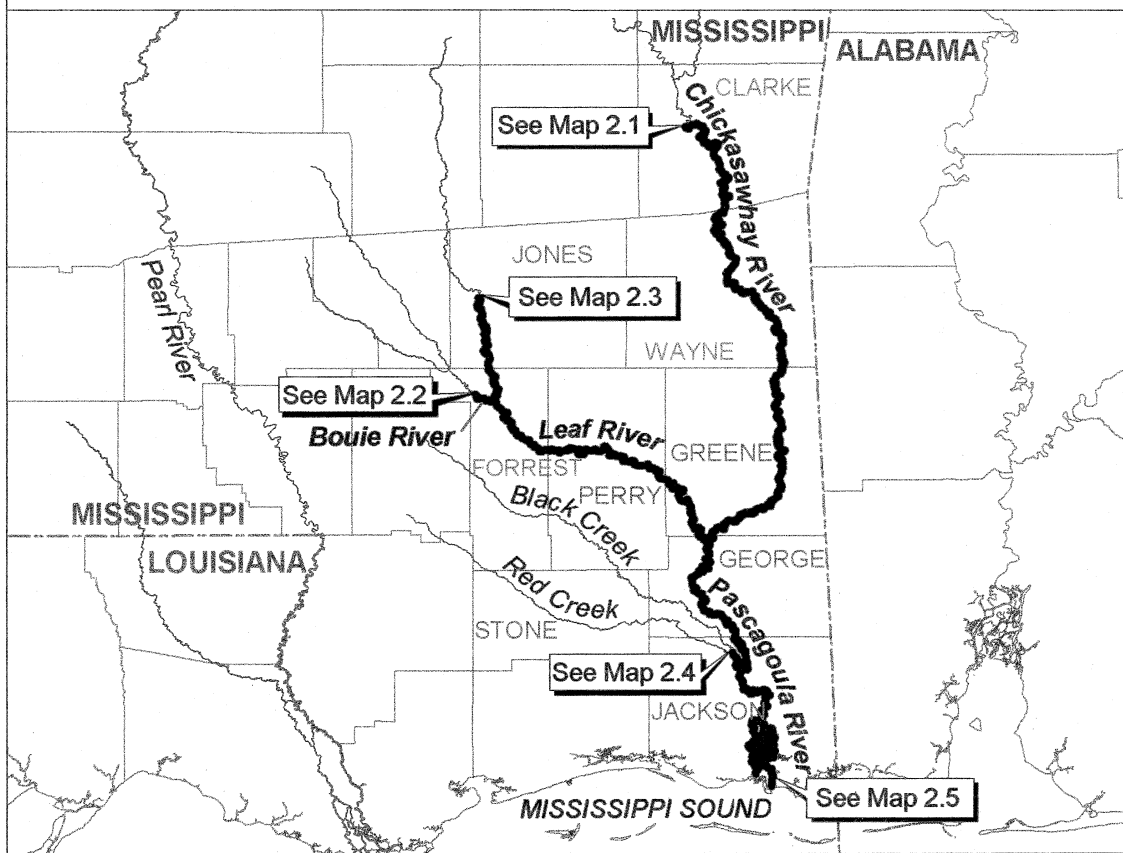 MISSISSIPPI
ALABAMA
CLARKE
Chickasawhay River
See Map 2.1
JONES
Pearl River
See Map 2.3
WAYNE
See Map 2.2
Bouie River
Leaf River
GREENE
FORREST
PERRY
Black Creek
MISSISSIPPI
LOUISIANA
GEORGE
Red Creek
Pascagoula River
STONE
See Map 2.4
JACKSON
See Map 2.5
MISSISSIPPI SOUND